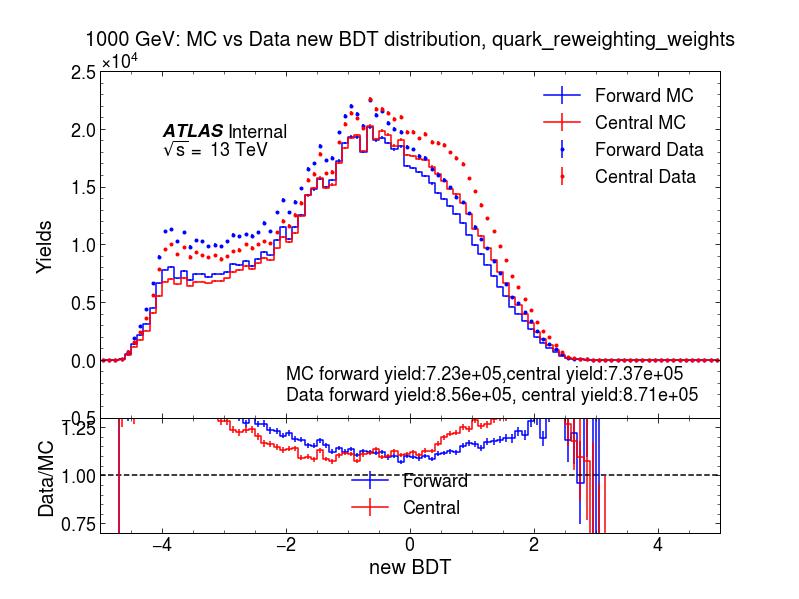 1000 GeV: MC vs Data new BDT distribution, quark_reweighting_weights
×10⁴
2.5
ATLAS Internal
√s = 13 TeV
Forward MC
Central MC
Forward Data
Central Data
2.0
1.5
1.0
0.5
0.0
Yields
MC forward yield:7.23e+05,central yield:7.37e+05
Data forward yield:8.56e+05, central yield:8.71e+05
0.5
1.25
1.00
0.75
Data/MC
Forward
Central
−4 −2 0 2 4
new BDT